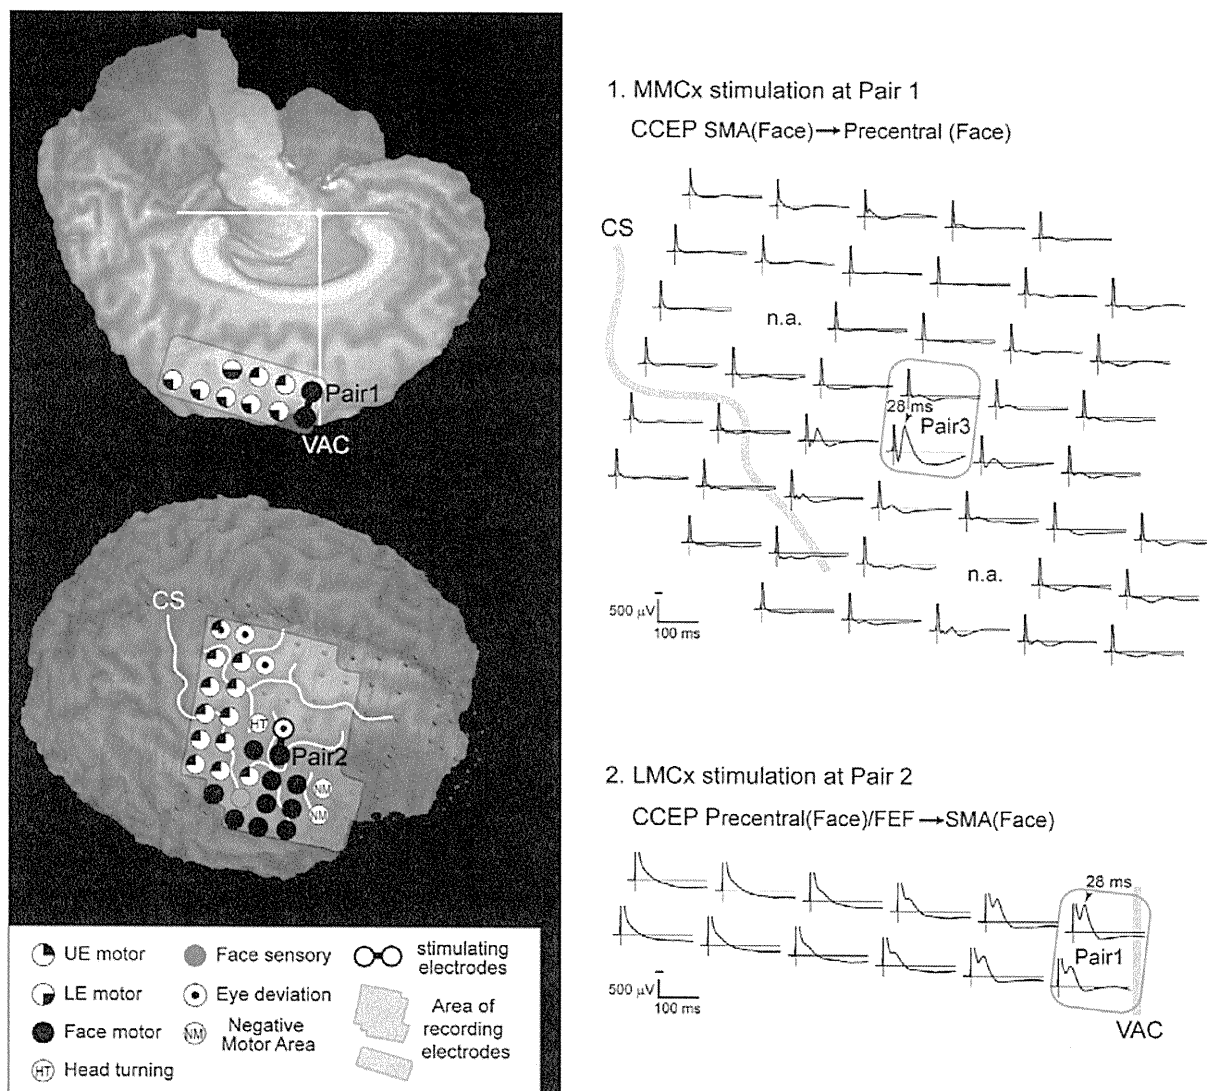 Pair1
VAC
CS
HT
Pair2
NM
NM
UE motor
LE motor
Face motor
HT Head turning
Face sensory
Eye deviation
NM Negative
Motor Area
stimulating
electrodes
Area of
recording
electrodes
1. MMCx stimulation at Pair 1
CCEP SMA(Face)→Precentral (Face)
CS
n.a.
28 ms
Pair3
n.a.
500 μV
100 ms
2. LMCx stimulation at Pair 2
CCEP Precentral(Face)/FEF→SMA(Face)
28 ms
Pair1
500 μV
100 ms
VAC